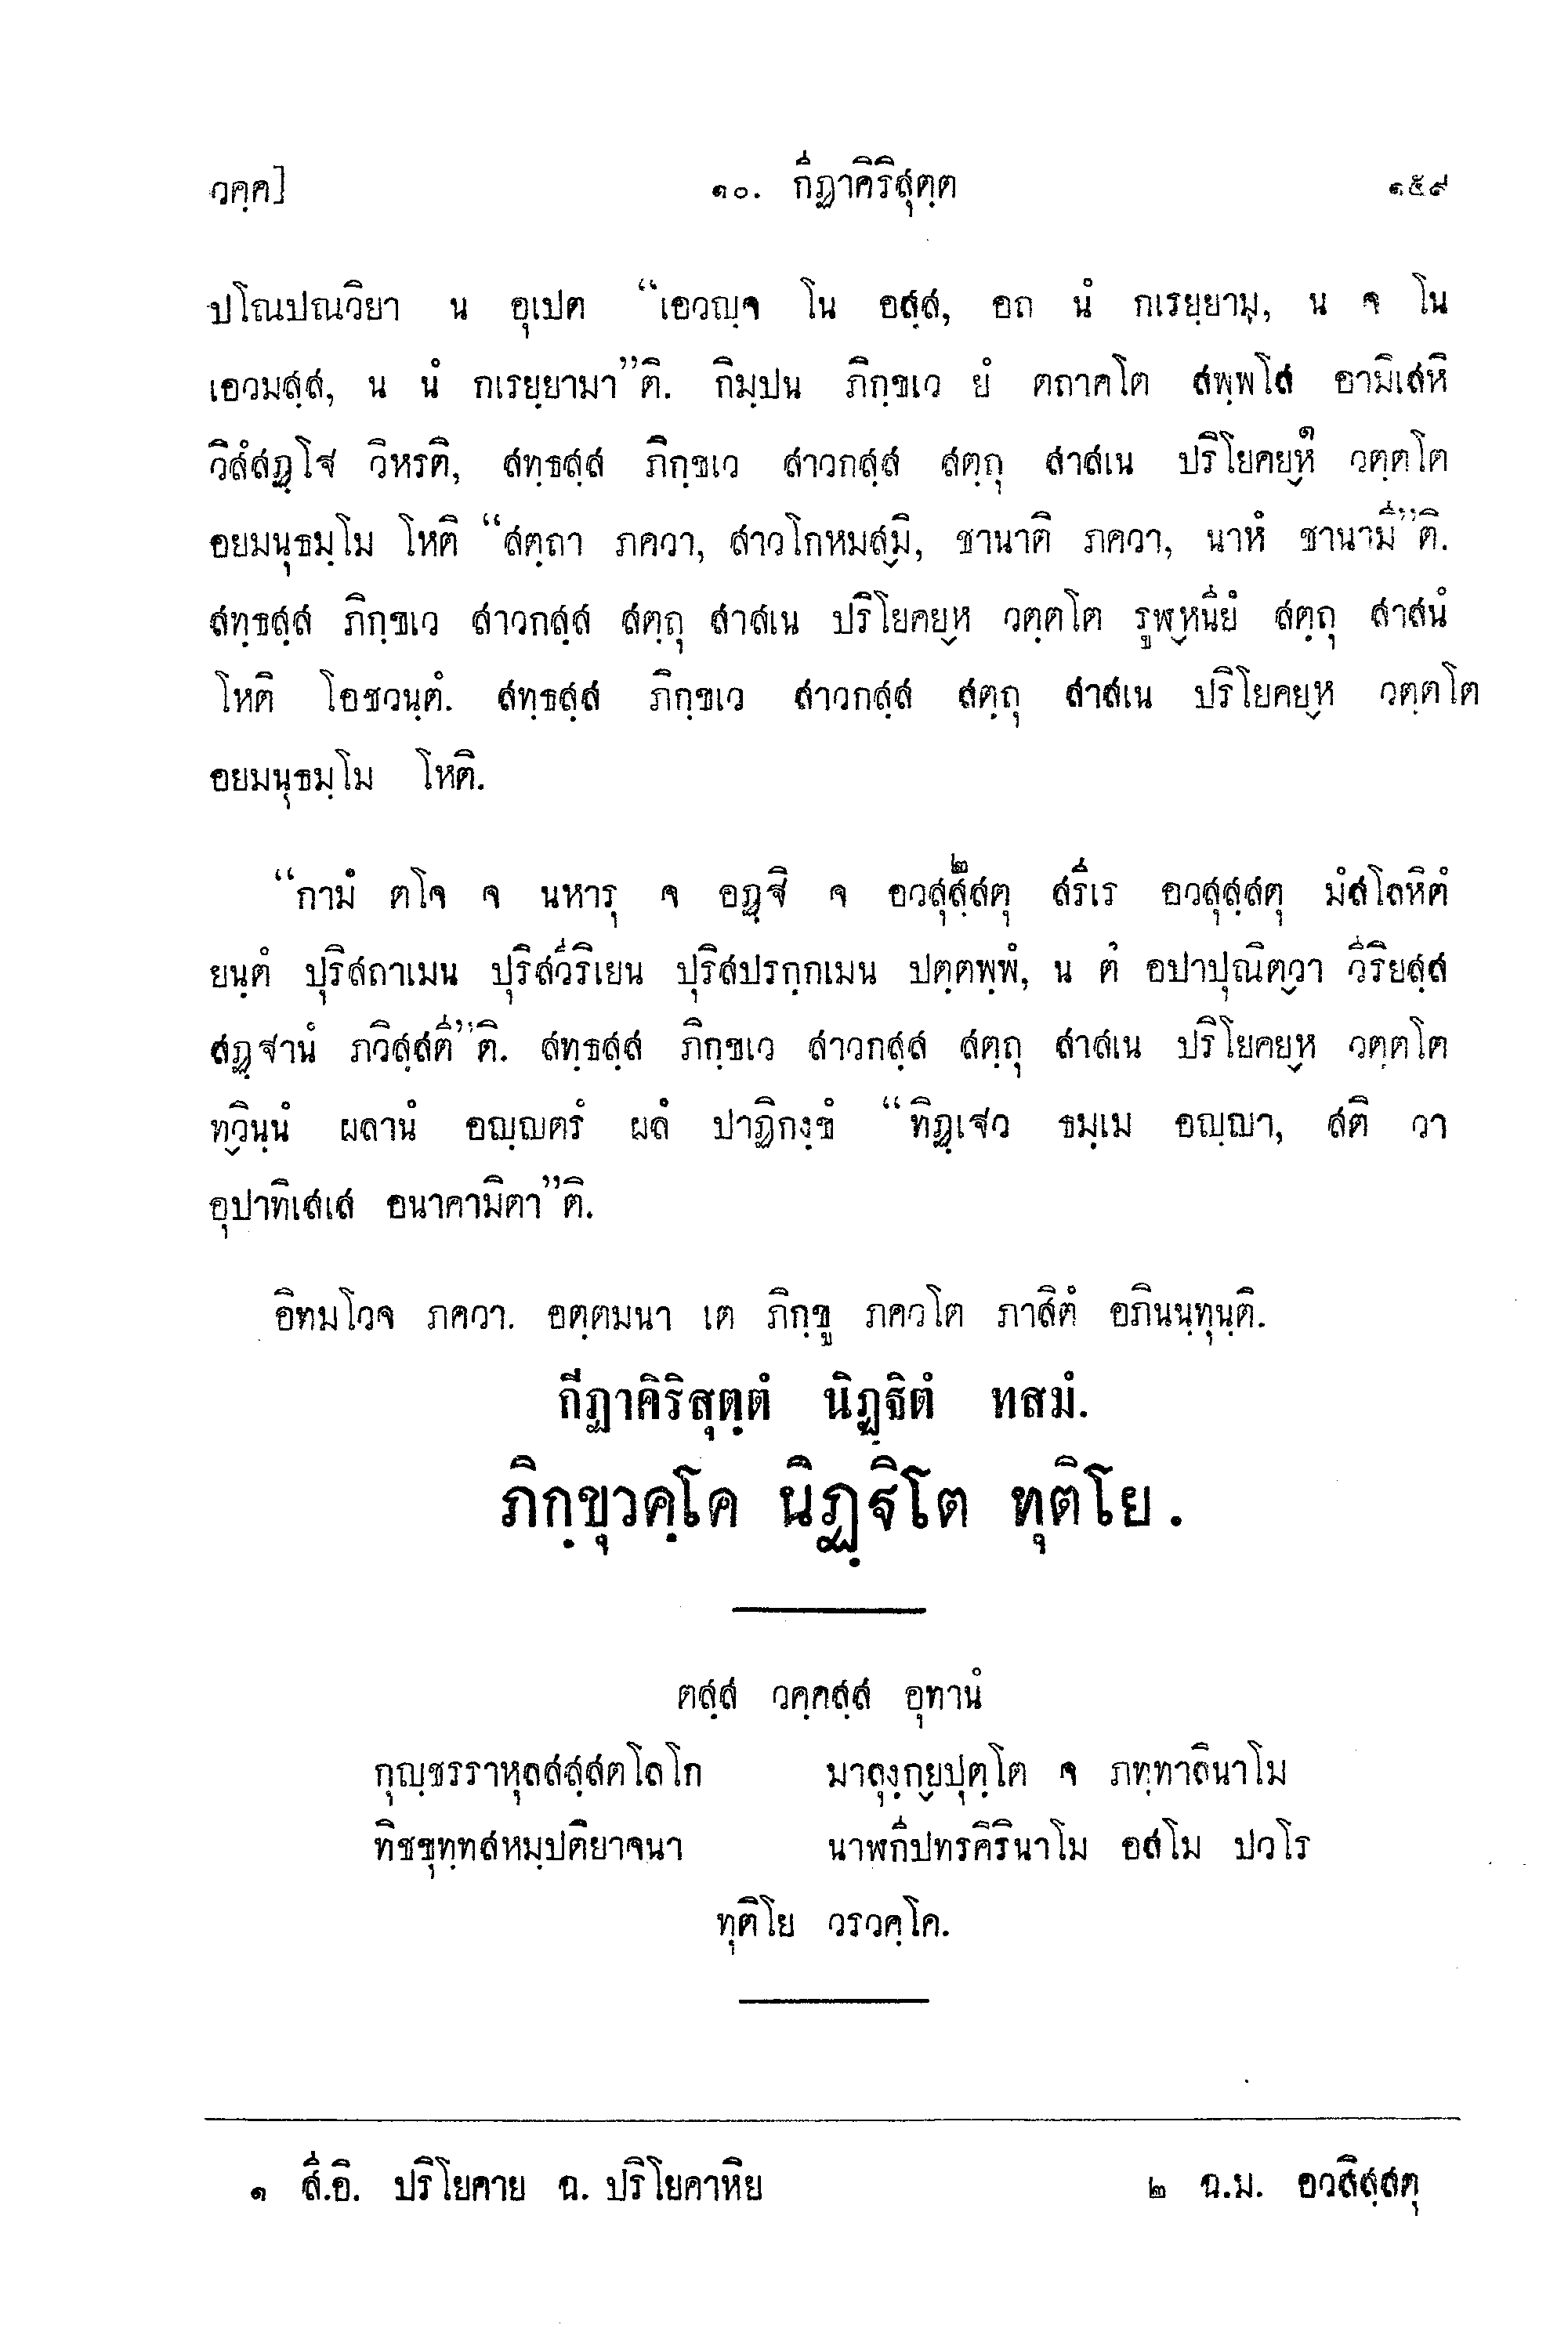 วคฺค]
๑๐. กีฏาคิริสุตฺต
๑๕๙
ปโณปณวิยา น อุเปต “เอวญฺจ โน อสฺส, อถ นํ กเรยฺยาม, น จ โน
เอวมสฺส, น นํ กเรยฺยามา”ติ. กิมฺปน ภิกฺขเว ยํ ตถาคโต สพฺพโส อามิเสหิ
วิสํสฏฺโฐ วิหรติ, สทฺธสฺส ภิกฺขเว สาวกสฺส สตฺถุ สาสเน ปริโยคยฺห๑ วตฺตโต
อยมนุธมฺโม โหติ “สตฺถา ภควา, สาวโกหมสฺมิ, ชานาติ ภควา, นาหํ ชานามี”ติ.
สทฺธสฺส ภิกฺขเว สาวกสฺส สตฺถุ สาสเน ปริโยคยฺห วตฺตโต รุฬฺหนียํ สตฺถุ สาสนํ
โหติ โอชวนฺตํ. สทฺธสฺส ภิกฺขเว สาวกสฺส สตฺถุ สาสเน ปริโยคยฺห วตฺตโต
อยมนุธมฺโม โหติ.
“กามํ ตโจ จ นหารุ จ อฏฺฐิ จ อวสุสฺสตุ๒ สรีเร อวสุสฺสตุ มํสโลหิตํ
ยนฺตํ ปุริสถาเมน ปุริสวีริเยน ปุริสปรกฺกเมน ปตฺตพฺพํ, น ตํ อปาปุณิตฺวา วีริยสฺส
สฏฺฐานํ ภวิสฺสตี”ติ. สทฺธสฺส ภิกฺขเว สาวกสฺส สตฺถุ สาสเน ปริโยคยฺห วตฺตโต
ทฺวินฺนํ ผลานํ อญฺญตรํ ผลํ ปาฏิกงฺขํ “ทิฏฺเฐว ธมฺเม อญฺญา, สติ วา
อุปาทิเสเส อนาคามิตา”ติ.
อิทมโวจ ภควา. อตฺตมนา เต ภิกฺขู ภควโต ภาสิตํ อภินนฺทุนฺติ.
กีฏาคิริสุตฺตํ นิฏฺฐิตํ ทสมํ.
ภิกฺขุวคฺโค นิฏฺฐิโต ทุติโย.
ตสฺส วคฺคสฺส อุทานํ
กุญฺชรราหุลสสฺสตโลโก มาลุงฺกฺยปุตฺโต จ ภทฺทาลินาโม
ทิชขุทฺทสหมฺปติยาจนา นาฬกีปทรคิรินาโม อสโม ปวโร
ทุติโย วรวคฺโค.
๑ สี.อิ. ปริโยคาย ฉ. ปริโยคาหิย
๒ ฉ.ม. อวสิสฺสตุ